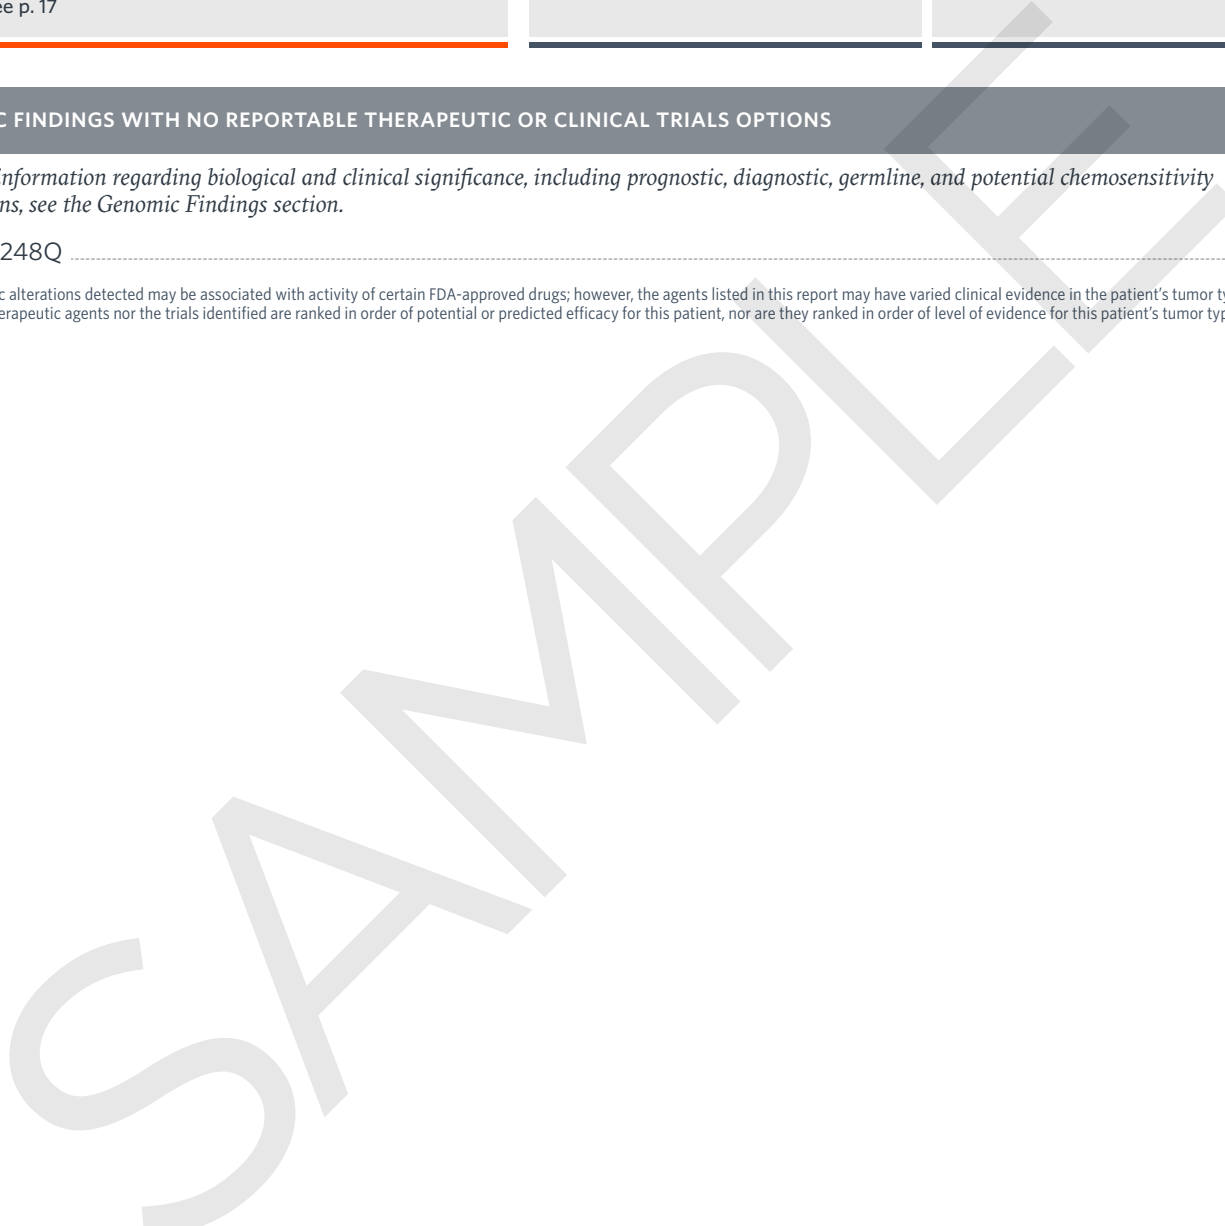 ee p. 17
C FINDINGS WITH NO REPORTABLE THERAPEUTIC OR CLINICAL TRIALS OPTIONS
information regarding biological and clinical significance, including prognostic, diagnostic, germline, and potential chemosensitivity
ns, see the Genomic Findings section.
248Q
c alterations detected may be associated with activity of certain FDA-approved drugs; however, the agents listed in this report may have varied clinical evidence in the patient's tumor ty
erapeutic agents nor the trials identified are ranked in order of potential or predicted efficacy for this patient, nor are they ranked in order of level of evidence for this patient's tumor typ
SAMPLE